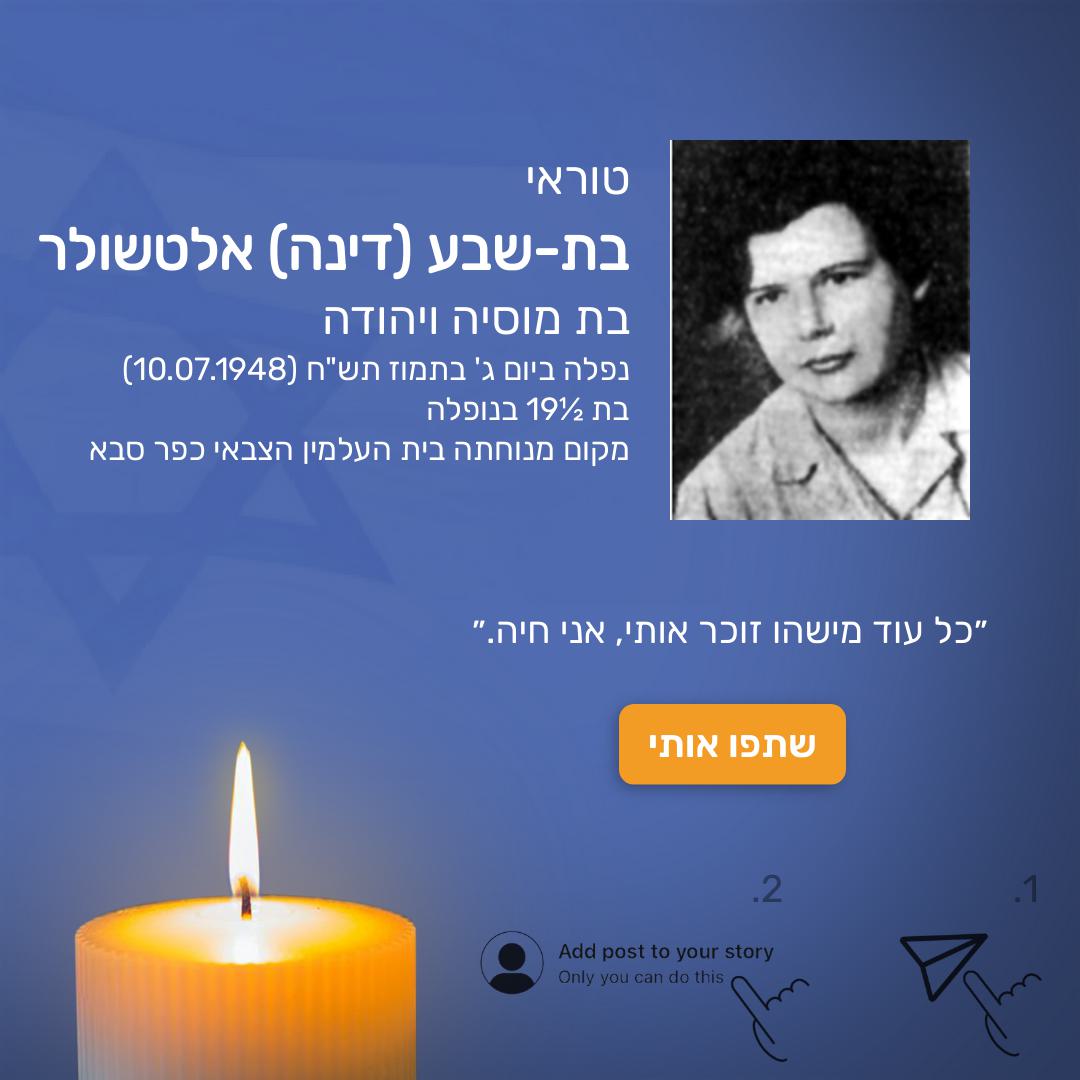 טוראי
בת-שבע (דינה) אלטשולר
בת מוסיה ויהודה
נפלה ביום ג' בתמוז תש"ח (10.07.1948)
בת 19½ בנופלה
מקום מנוחתה בית העלמין הצבאי כפר סבא
״כל עוד מישהו זוכר אותי, אני חיה.״
שתפו אותי
1.
2.
Add post to your story
Only you can do this